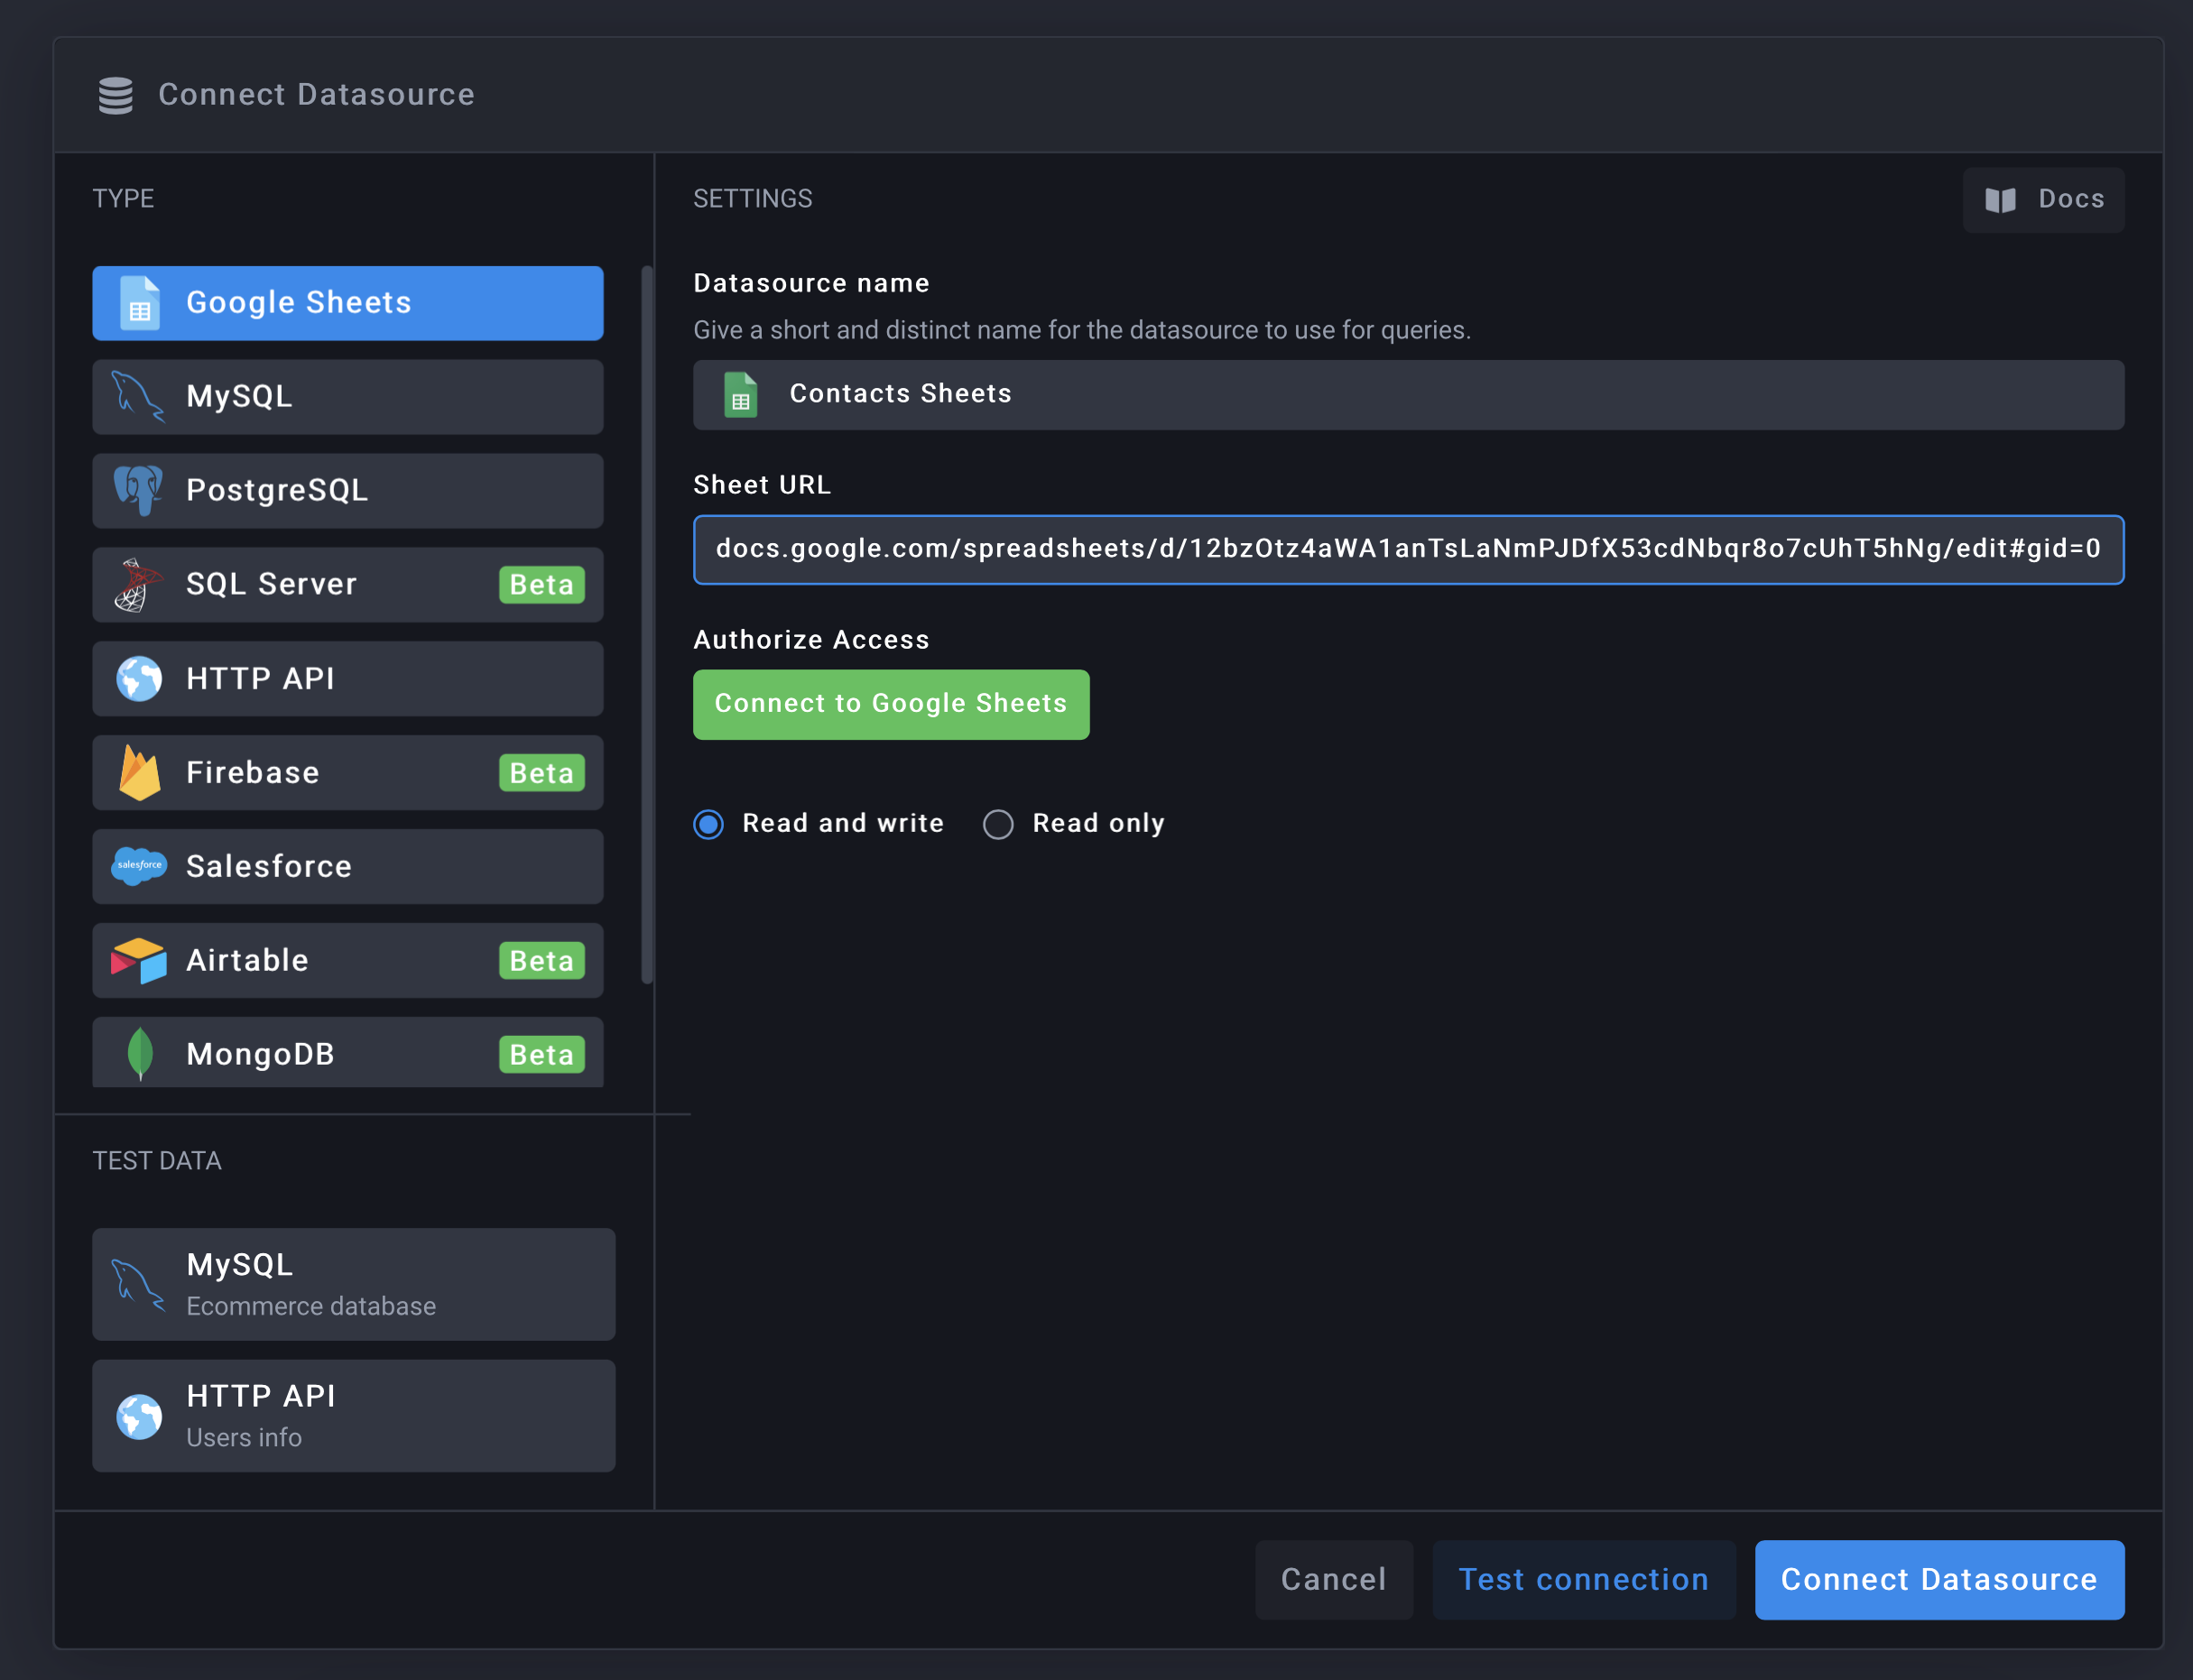 Connect Datasource
TYPE
Google Sheets
MySQL
PostgreSQL
SQL Server Beta
HTTP API
Firebase Beta
salesforce Salesforce
Airtable Beta
MongoDB Beta
TEST DATA
MySQL
Ecommerce database
HTTP API
Users info
SETTINGS
Docs
Datasource name
Give a short and distinct name for the datasource to use for queries.
Contacts Sheets
Sheet URL
docs.google.com/spreadsheets/d/12bzOtz4aWA1anTsLaNmPJDfX53cdNbqr8o7cUhT5hNg/edit#gid=0
Authorize Access
Connect to Google Sheets
Read and write Read only
Cancel Test connection Connect Datasource